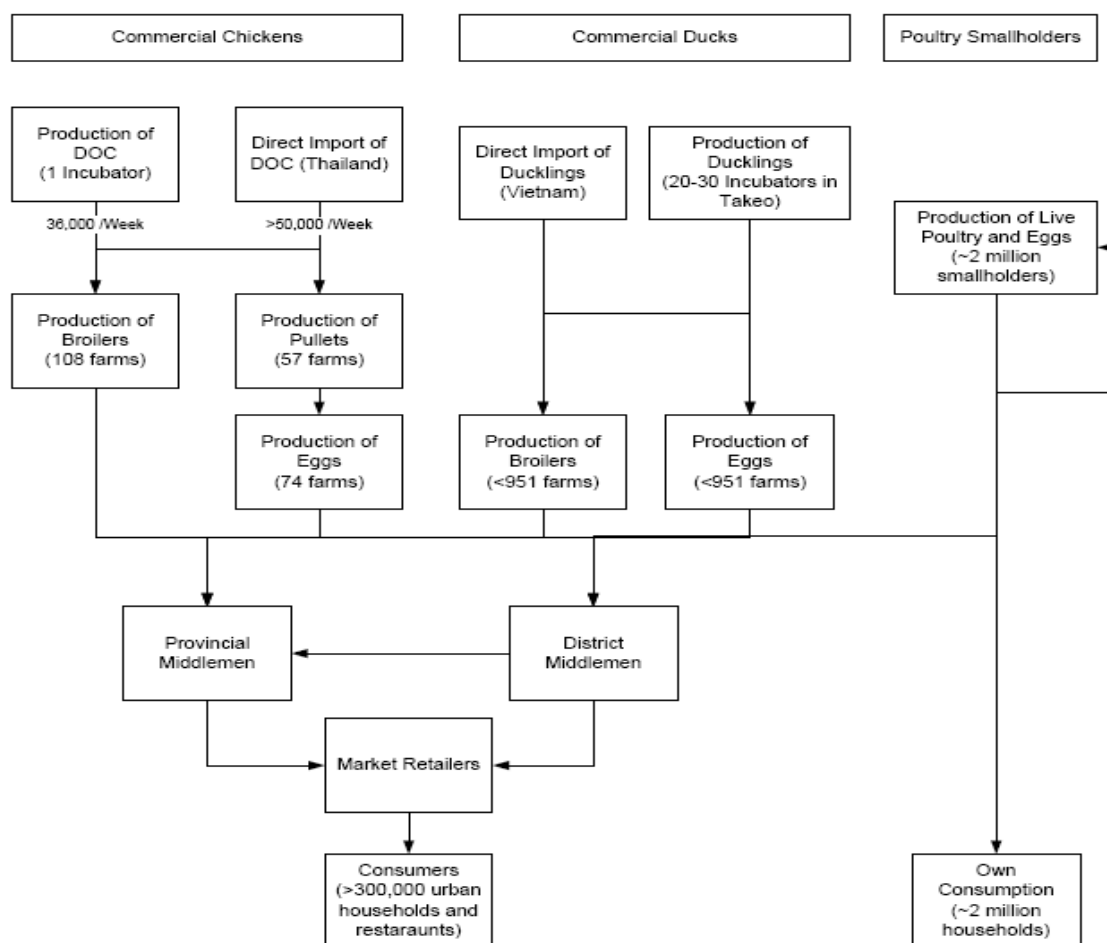 Commercial Chickens
Commercial Ducks
Poultry Smallholders
Production of
DOC
(1 Incubator)
Direct Import of
DOC (Thailand)
Direct Import of
Ducklings
(Vietnam)
Production of
Ducklings
(20-30 Incubators in
Takeo)
36,000 /Week
>50,000 /Week
Production of Live
Poultry and Eggs
(~2 million
smallholders)
Production of
Broilers
(108 farms)
Production of
Pullets
(57 farms)
Production of
Eggs
(74 farms)
Production of
Broilers
(<951 farms)
Production of
Eggs
(<951 farms)
Provincial
Middlemen
District
Middlemen
Market Retailers
Consumers
(>300,000 urban
households and
restaraunts)
Own
Consumption
(~2 million
households)